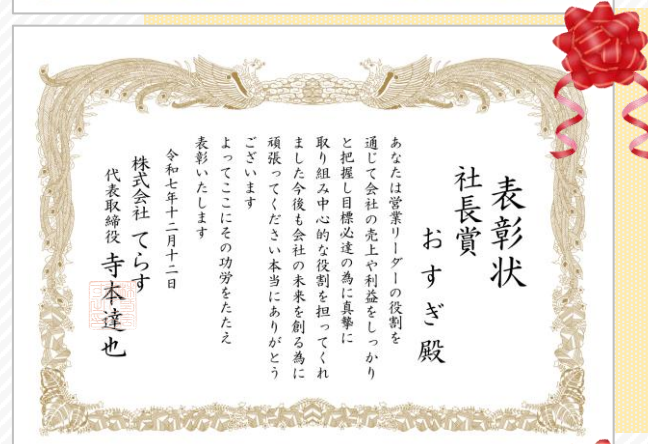 表彰状
社長賞
おすぎ殿
あなたは営業リーダーの役割を
通じて会社の売上や利益をしっかり
と把握し目標必達の為に真摯に
取り組み中心的な役割を担ってくれ
ました今後も会社の未来を創る為に
頑張ってください本当にありがとう
ございます
よってここにその功労をたたえ
表彰いたします
令和七年十二月十二日
株式会社 てらす
代表取締役 寺本達也